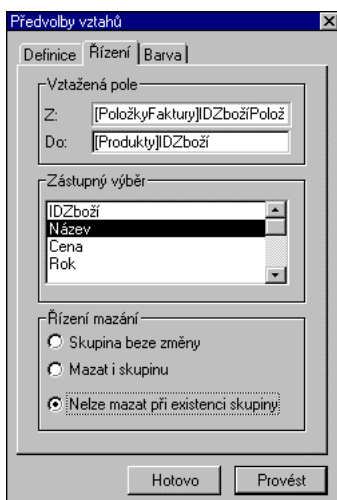 Předvolby vztahů
Definice Řízení Barva
Vztažená pole
Z: [PoložkyFaktury]IDZbožíPolož
Do: [Produkty]IDZboží
Zástupný výběr
IDZboží
Název
Cena
Rok
Řízení mazání
Skupina beze změny
Mazat i skupinu
Nelze mazat při existenci skupiny
Hotovo Provést